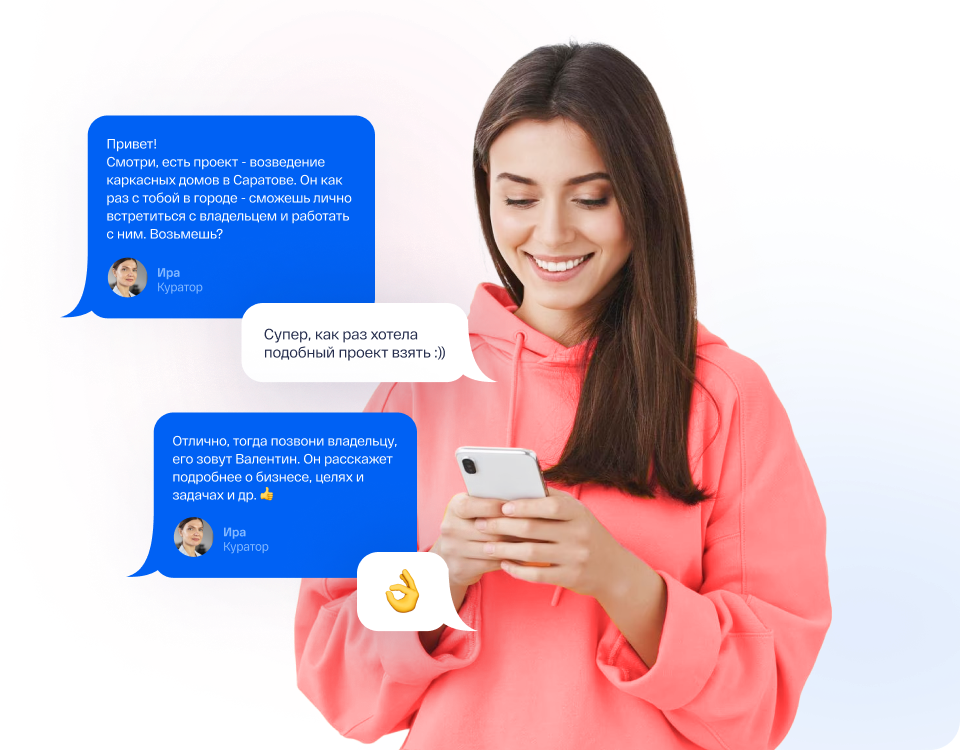 Привет!
Смотри, есть проект - возведение
каркасных домов в Саратове. Он как
раз с тобой в городе - сможешь лично
встретиться с владельцем и работать
с ним. Возьмешь?
Ира
Куратор
Супер, как раз хотела
подобный проект взять :))
Отлично, тогда позвони владельцу,
его зовут Валентин. Он расскажет
подробнее о бизнесе, целях и
задачах и др. 👍
Ира
Куратор
👌